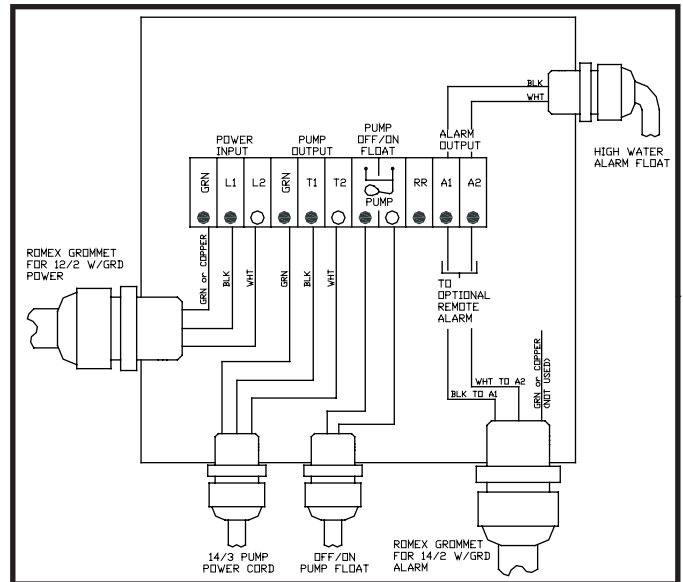 BLK
WHT
HIGH WATER
ALARM FLOAT
POWER
INPUT
PUMP
OUTPUT
PUMP
OFF/ON
FLOAT
ALARM
OUTPUT
GRN
L1
L2
GRN
T1
T2
PUMP
RR
A1
A2
ROMEX GROMMET
FOR 12/2 W/GRD
POWER
GRN or COPPER
BLK
WHT
GRN
BLK
WHT
TO
OPTIONAL
REMOTE
ALARM
WHT TO A2
BLK TO A1
GRN or COPPER
(NOT USED)
14/3 PUMP
POWER CORD
OFF/ON
PUMP FLOAT
ROMEX GROMMET
FOR 14/2 W/GRD
ALARM